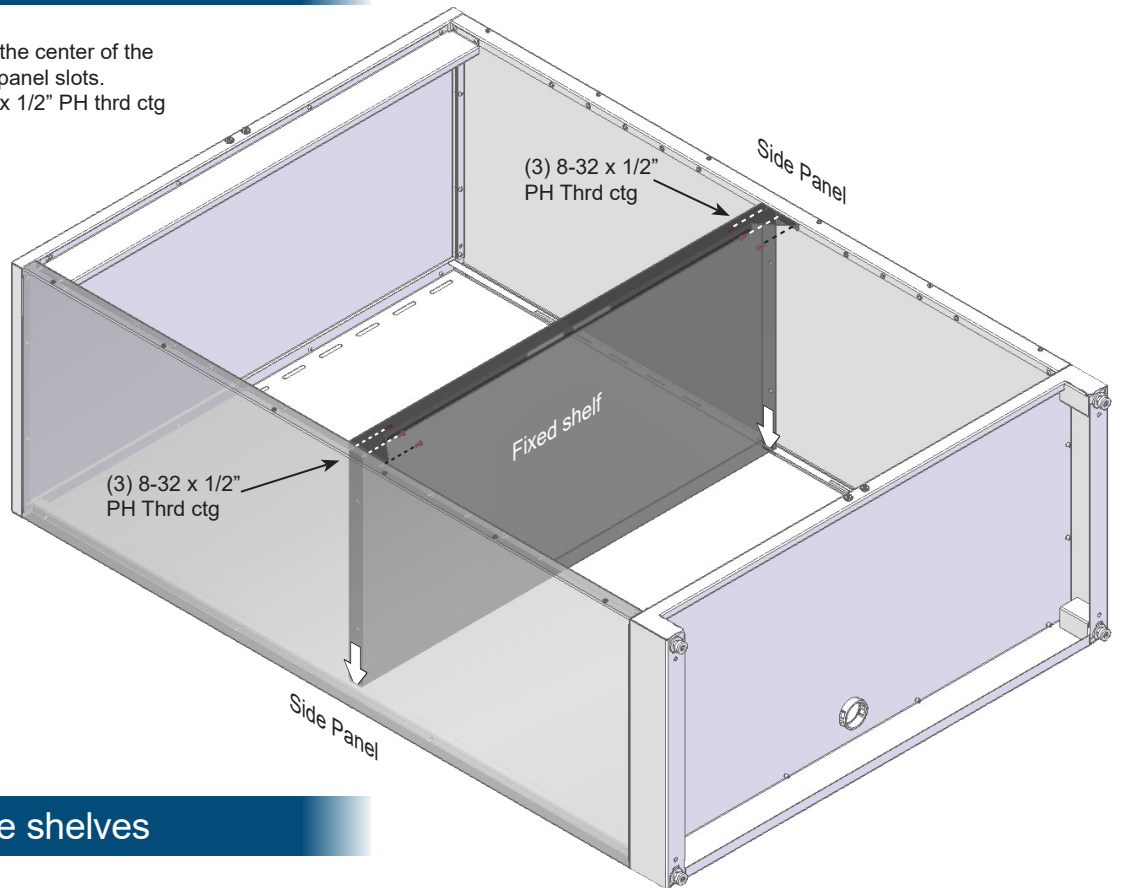 the center of the
panel slots.
x 1/2” PH thrd ctg
(3) 8-32 x 1/2”
PH Thrd ctg
Side Panel
Fixed shelf
(3) 8-32 x 1/2”
PH Thrd ctg
Side Panel
e shelves